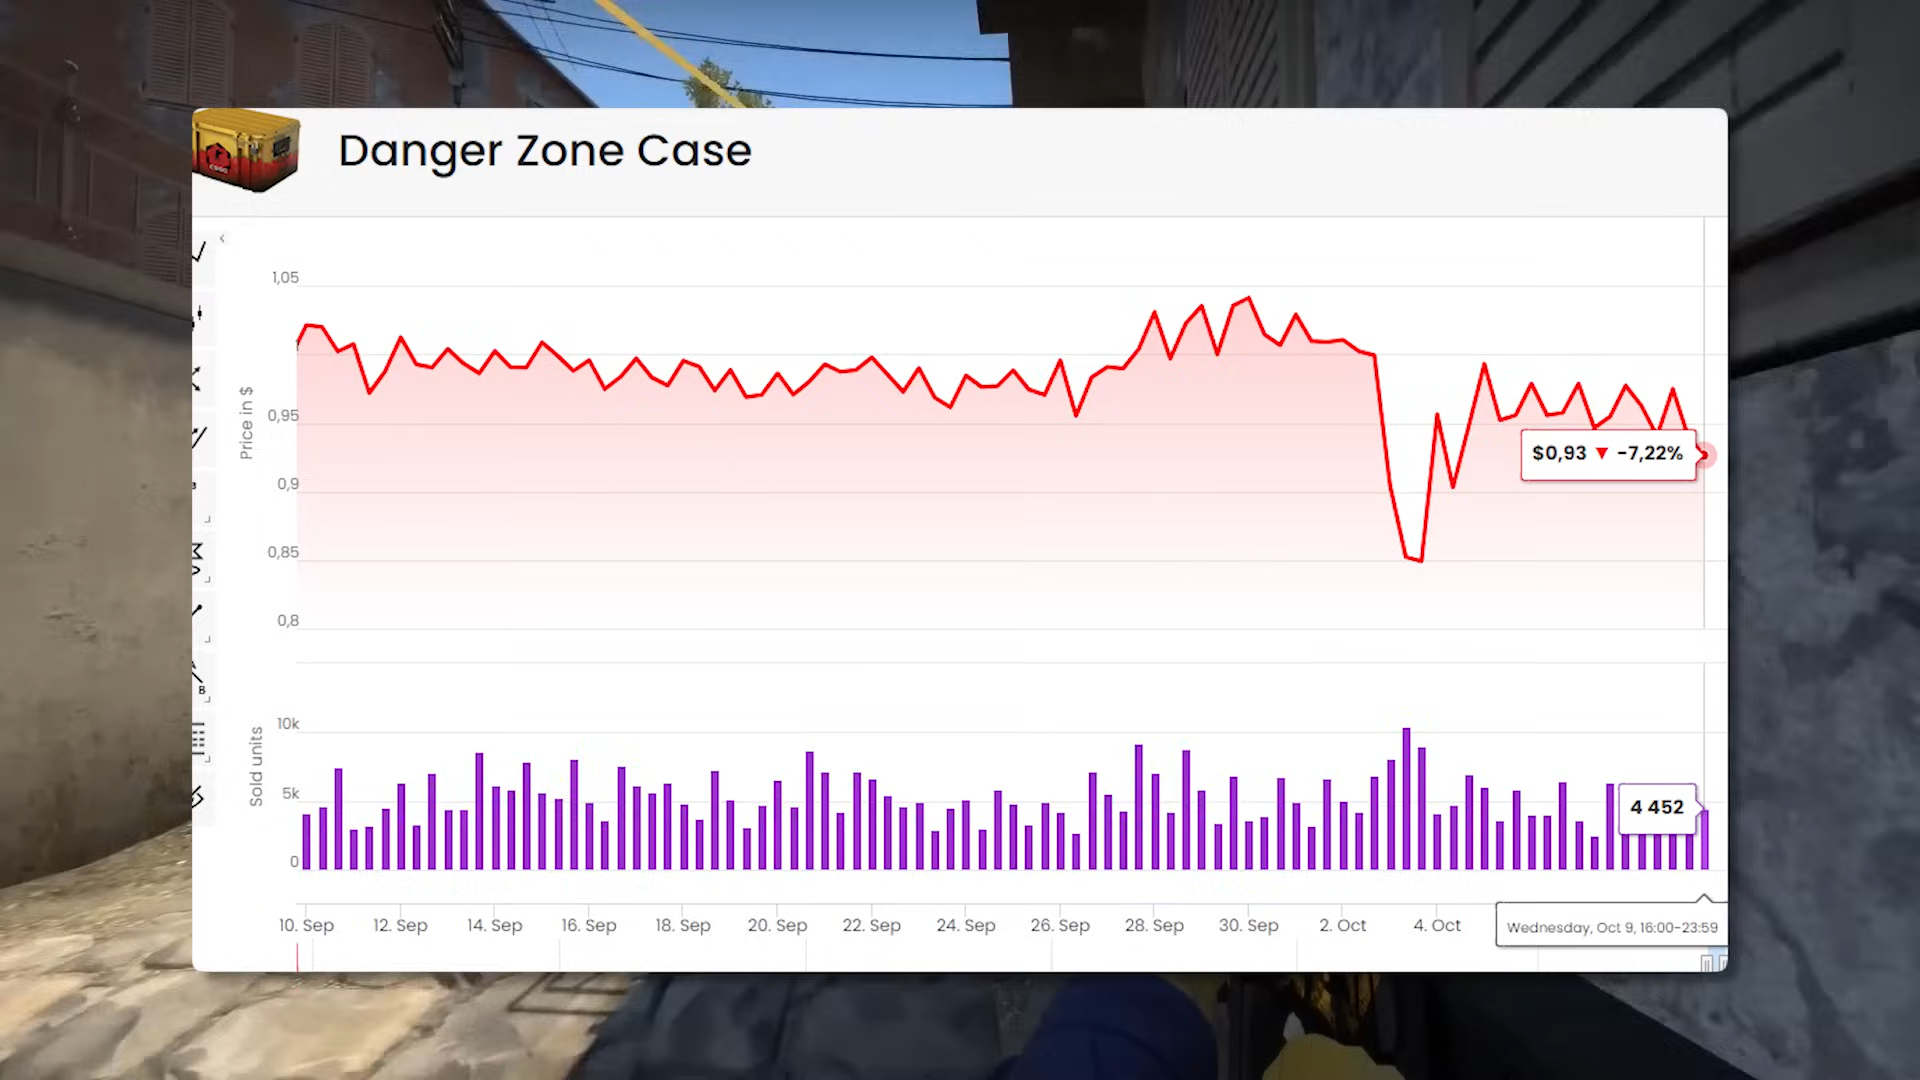 Danger Zone Case
1,05
0,95
0,9
0,85
0,8
Price in $
$0,93 ▼ -7,22%
10k
5k
0
Sold units
4 452
10. Sep 12. Sep 14. Sep 16. Sep 18. Sep 20. Sep 22. Sep 24. Sep 26. Sep 28. Sep 30. Sep 2. Oct 4. Oct
Wednesday, Oct 9, 16:00-23:59